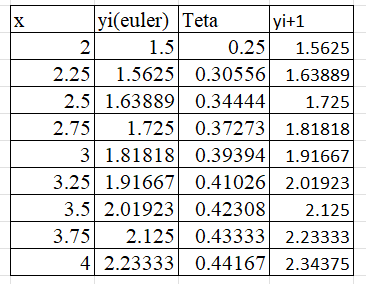 x yi(euler) Teta yi+1
2 1.5 0.25 1.5625
2.25 1.5625 0.30556 1.63889
2.5 1.63889 0.34444 1.725
2.75 1.725 0.37273 1.81818
3 1.81818 0.39394 1.91667
3.25 1.91667 0.41026 2.01923
3.5 2.01923 0.42308 2.125
3.75 2.125 0.43333 2.23333
4 2.23333 0.44167 2.34375